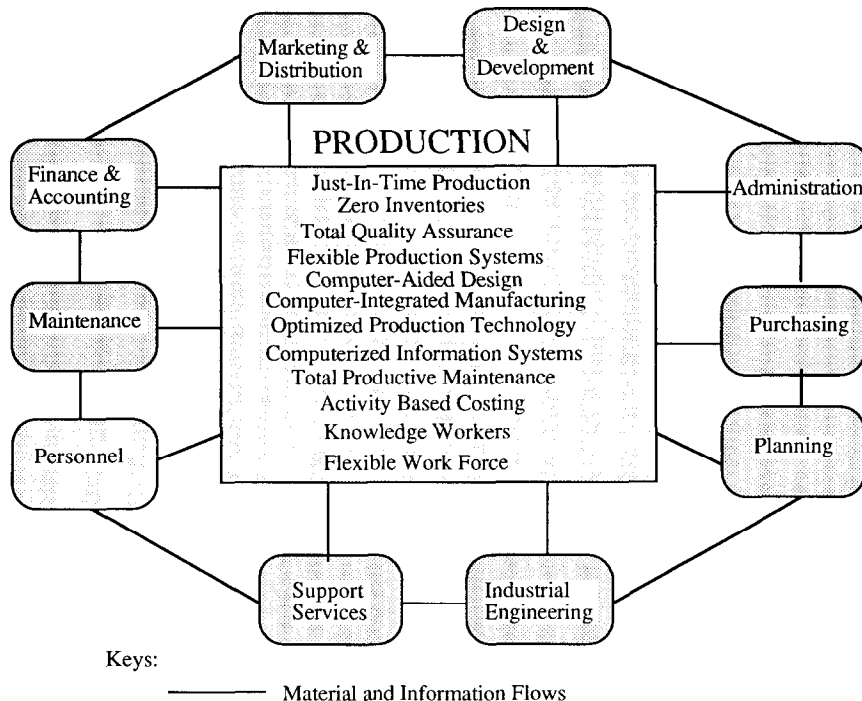 Marketing &
Distribution
Design
&
Development
PRODUCTION
Finance &
Accounting
Administration
Just-In-Time Production
Zero Inventories
Total Quality Assurance
Flexible Production Systems
Computer-Aided Design
Computer-Integrated Manufacturing
Optimized Production Technology
Computerized Information Systems
Total Productive Maintenance
Activity Based Costing
Knowledge Workers
Flexible Work Force
Maintenance
Purchasing
Personnel
Planning
Support
Services
Industrial
Engineering
Keys:
Material and Information Flows